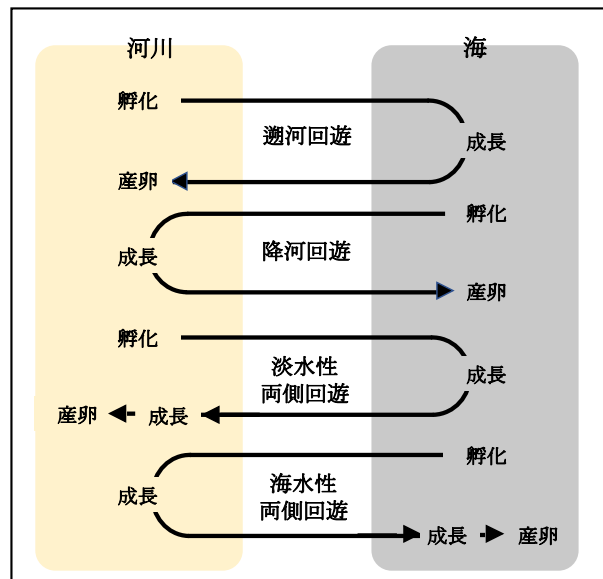 河川 海
孵化
遡河回遊
成長
産卵
孵化
成長
降河回遊
産卵
孵化
淡水性
両側回遊
成長
産卵 成長
孵化
成長
海水性
両側回遊
成長 産卵